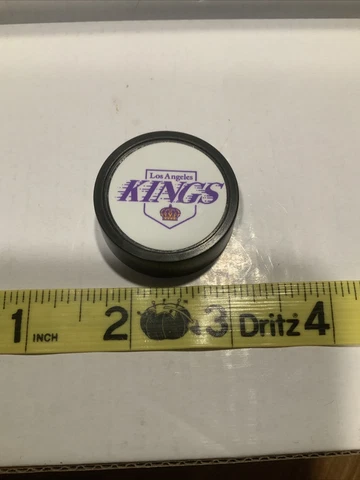 Los Angeles
KINGS
1 INCH 2 3 Dritz 4